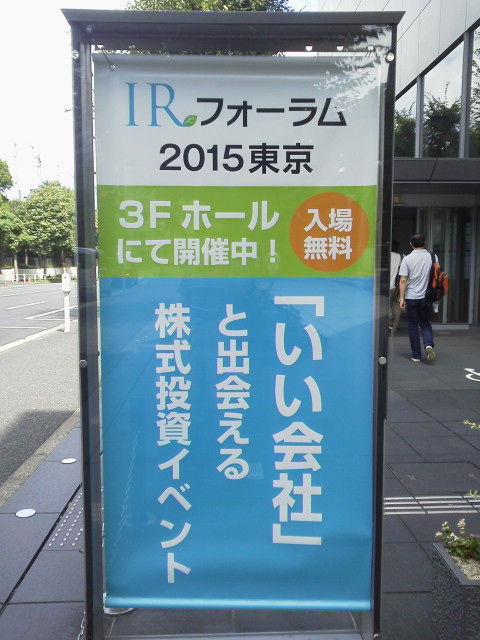 IRフォーラム
2015東京
3Fホール
にて開催中!
入場
無料
「いい会社」
と出会える
株式投資イベント